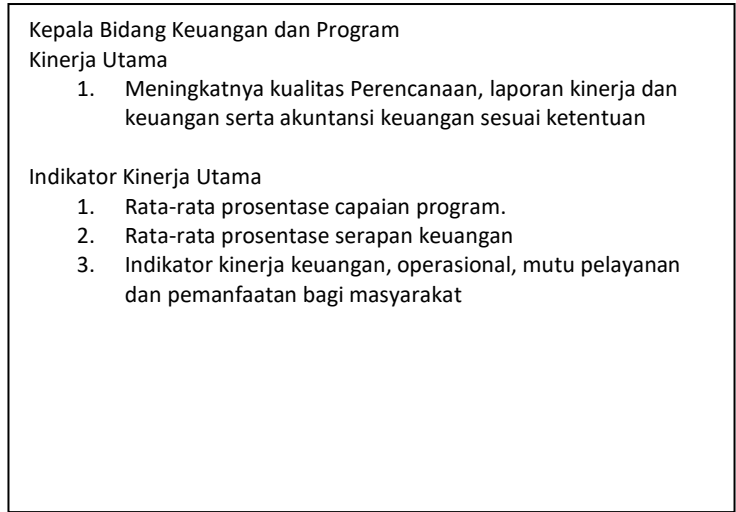 Kepala Bidang Keuangan dan Program
Kinerja Utama
1. Meningkatnya kualitas Perencanaan, laporan kinerja dan
keuangan serta akuntansi keuangan sesuai ketentuan
Indikator Kinerja Utama
1. Rata-rata prosentase capaian program.
2. Rata-rata prosentase serapan keuangan
3. Indikator kinerja keuangan, operasional, mutu pelayanan
dan pemanfaatan bagi masyarakat